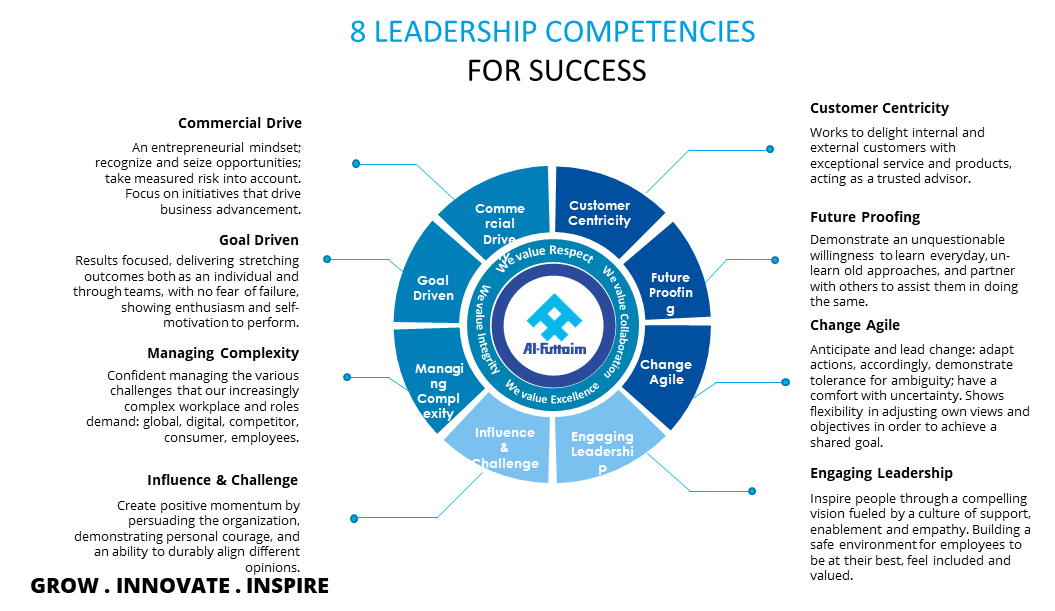 8 LEADERSHIP COMPETENCIES
FOR SUCCESS
Commercial Drive
An entrepreneurial mindset;
recognize and seize opportunities;
take measured risk into account.
Focus on initiatives that drive
business advancement.
Goal Driven
Results focused, delivering stretching
outcomes both as an individual and
through teams, with no fear of failure,
showing enthusiasm and self-
motivation to perform.
Managing Complexity
Confident managing the various
challenges that our increasingly
complex workplace and roles
demand: global, digital, competitor,
consumer, employees.
Influence & Challenge
Create positive momentum by
persuading the organization,
demonstrating personal courage, and
an ability to durably align different
opinions.
GROW . INNOVATE . INSPIRE
Comme
rcial
Drive
Goal
Driven
Managi
ng
Compl
exity
Influence
&
Challenge
Customer
Centricity
Future
Proofin
g
Change
Agile
Engaging
Leadershi
p
We value Respect
We value Collaboration
We value Excellence
We value Integrity
Al-Futtaim
Customer Centricity
Works to delight internal and
external customers with
exceptional service and products,
acting as a trusted advisor.
Future Proofing
Demonstrate an unquestionable
willingness to learn everyday, un-
learn old approaches, and partner
with others to assist them in doing
the same.
Change Agile
Anticipate and lead change: adapt
actions, accordingly, demonstrate
tolerance for ambiguity; have a
comfort with uncertainty. Shows
flexibility in adjusting own views and
objectives in order to achieve a
shared goal.
Engaging Leadership
Inspire people through a compelling
vision fueled by a culture of support,
enablement and empathy. Building a
safe environment for employees to
be at their best, feel included and
valued.